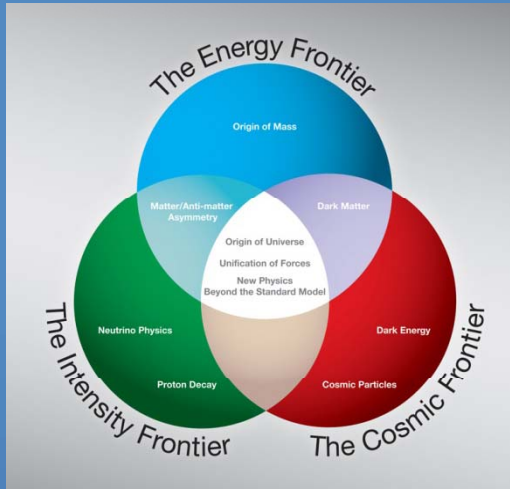 The Energy Frontier
Origin of Mass
Matter/Anti-matter
Asymmetry
Dark Matter
Origin of Universe
Unification of Forces
New Physics
Beyond the Standard Model
Neutrino Physics
Dark Energy
Proton Decay
Cosmic Particles
The Intensity Frontier
The Cosmic Frontier